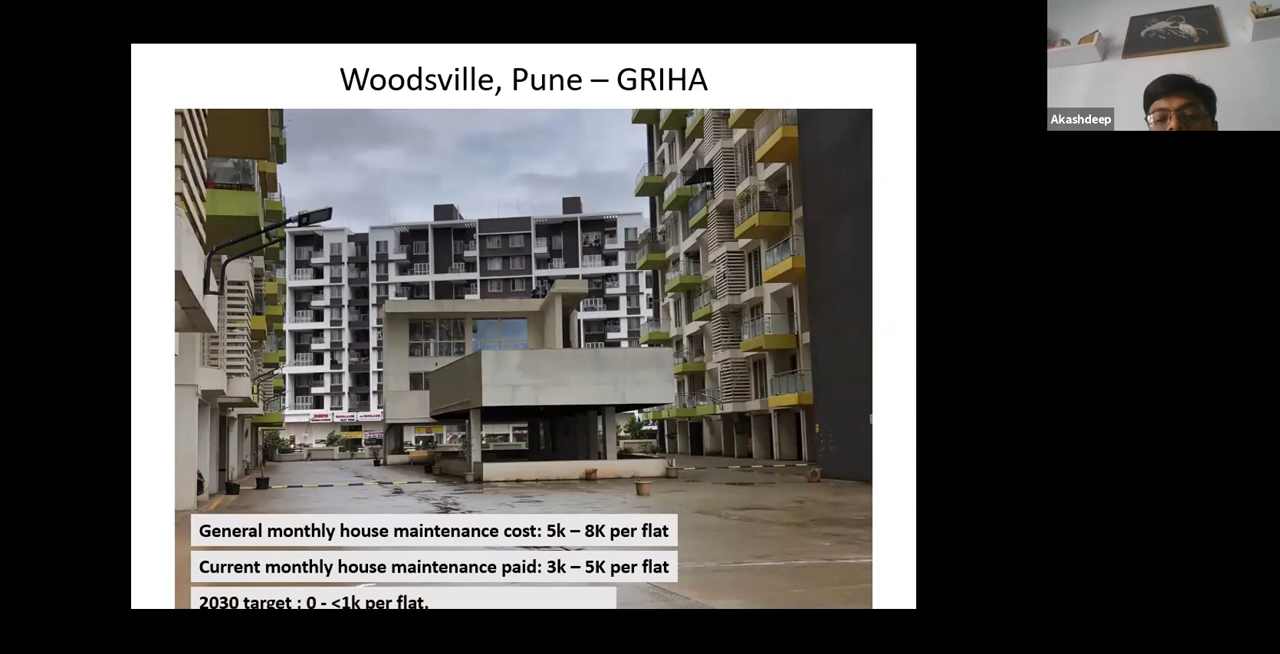 Woodsville, Pune – GRIHA
Akashdeep
General monthly house maintenance cost: 5k – 8K per flat
Current monthly house maintenance paid: 3k – 5K per flat
2030 target : 0 - <1k per flat.